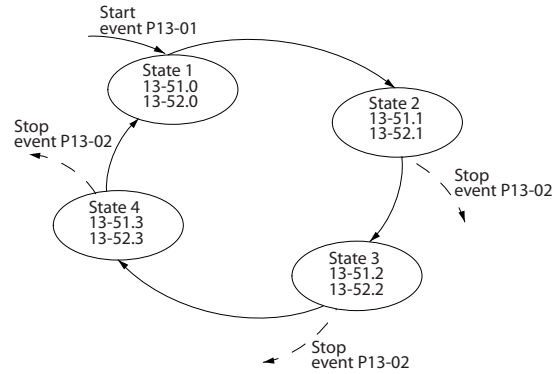 Start
event P13-01
State 1
13-51.0
13-52.0
State 2
13-51.1
13-52.1
Stop
event P13-02
Stop
event P13-02
State 4
13-51.3
13-52.3
State 3
13-51.2
13-52.2
Stop
event P13-02